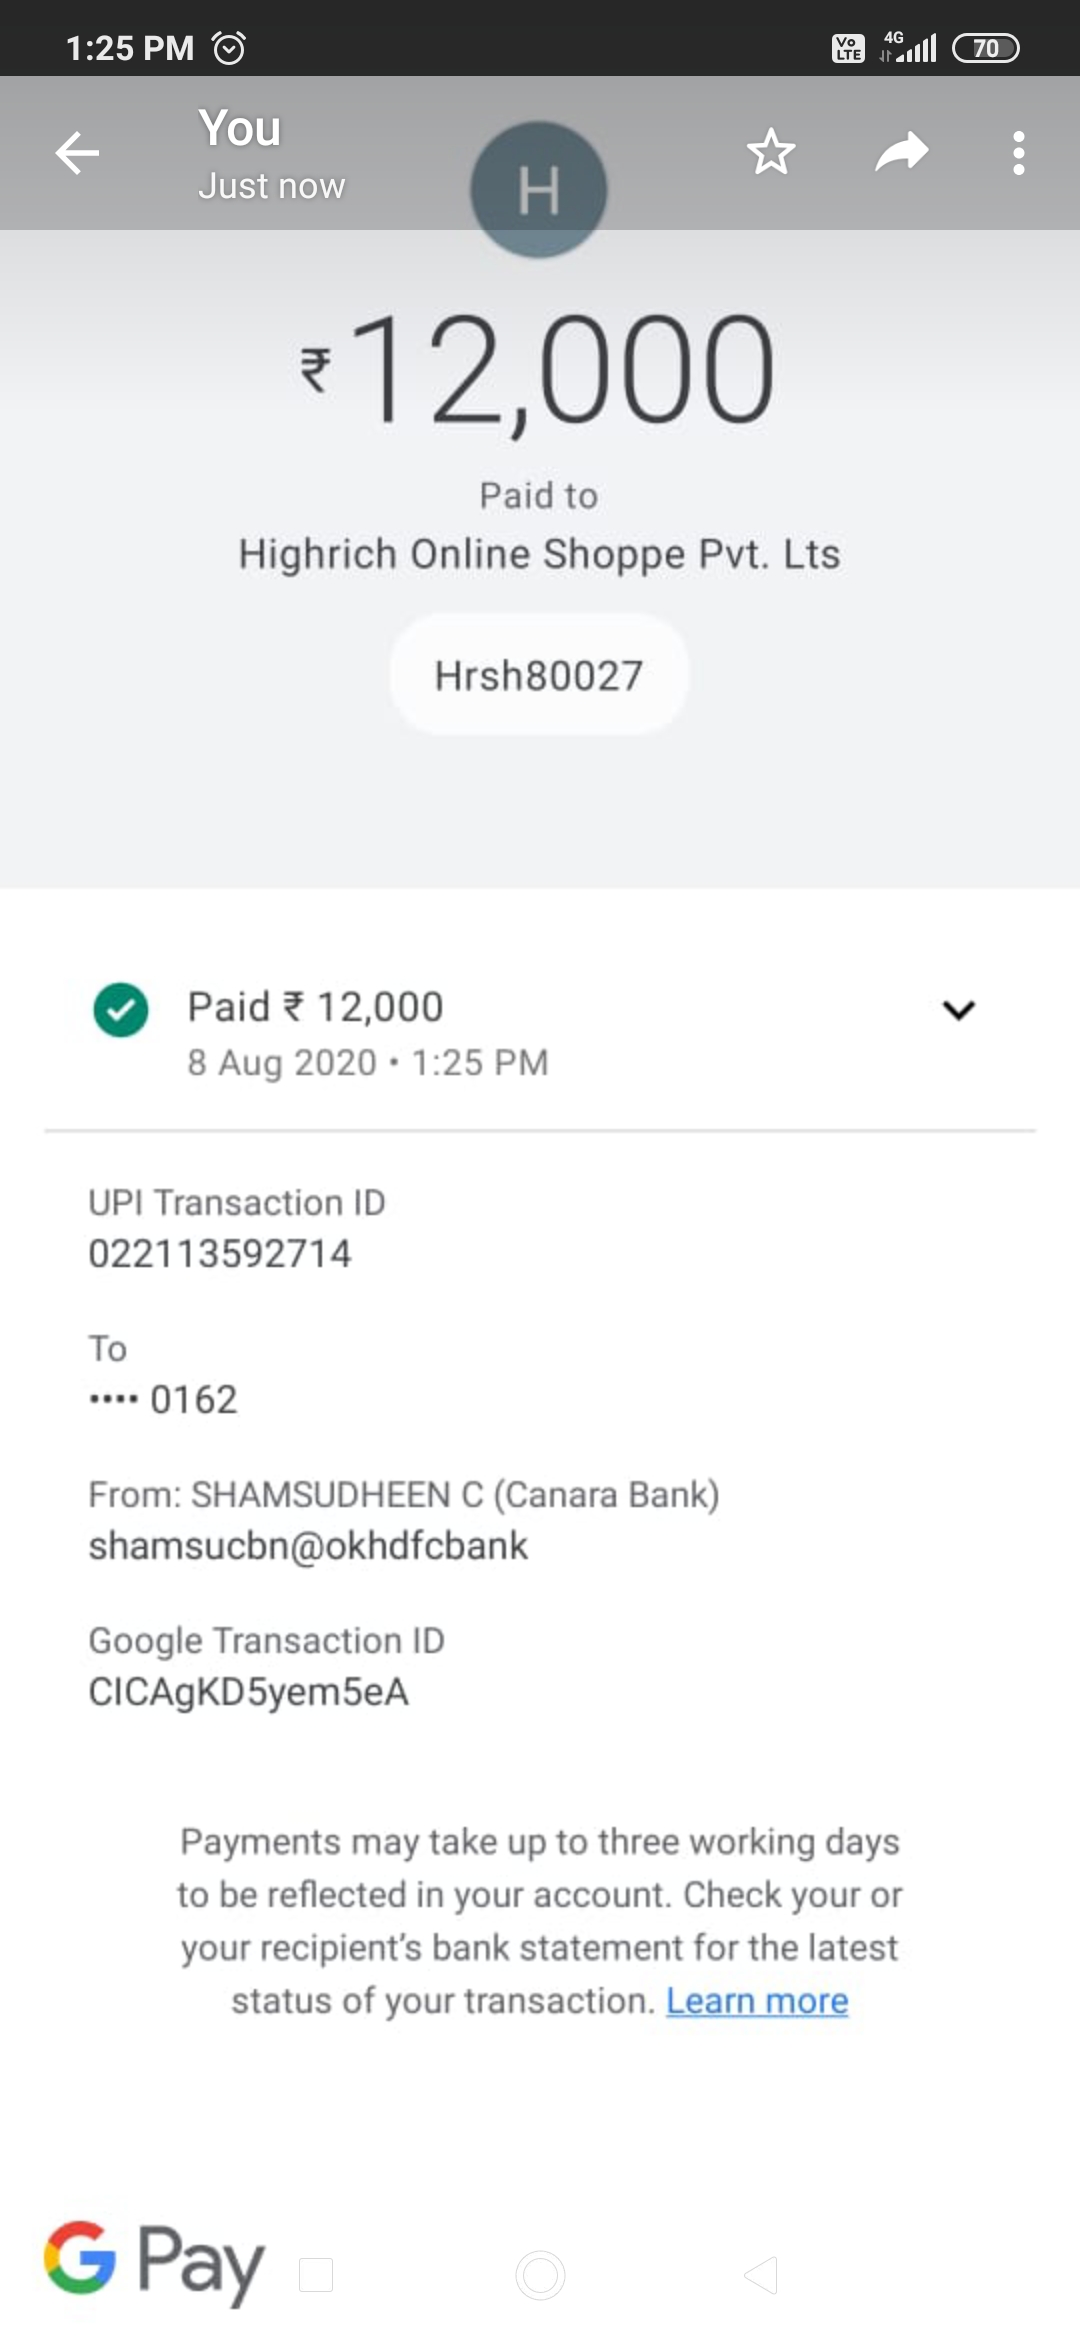 1:25 PM
Vo LTE 4G 70
You
Just now
H
₹12,000
Paid to
Highrich Online Shoppe Pvt. Lts
Hrsh80027
Paid ₹ 12,000
8 Aug 2020 • 1:25 PM
UPI Transaction ID
022113592714
To
•••• 0162
From: SHAMSUDHEEN C (Canara Bank)
shamsucbn@okhdfcbank
Google Transaction ID
CICAgKD5yem5eA
Payments may take up to three working days
to be reflected in your account. Check your or
your recipient's bank statement for the latest
status of your transaction. Learn more
G Pay